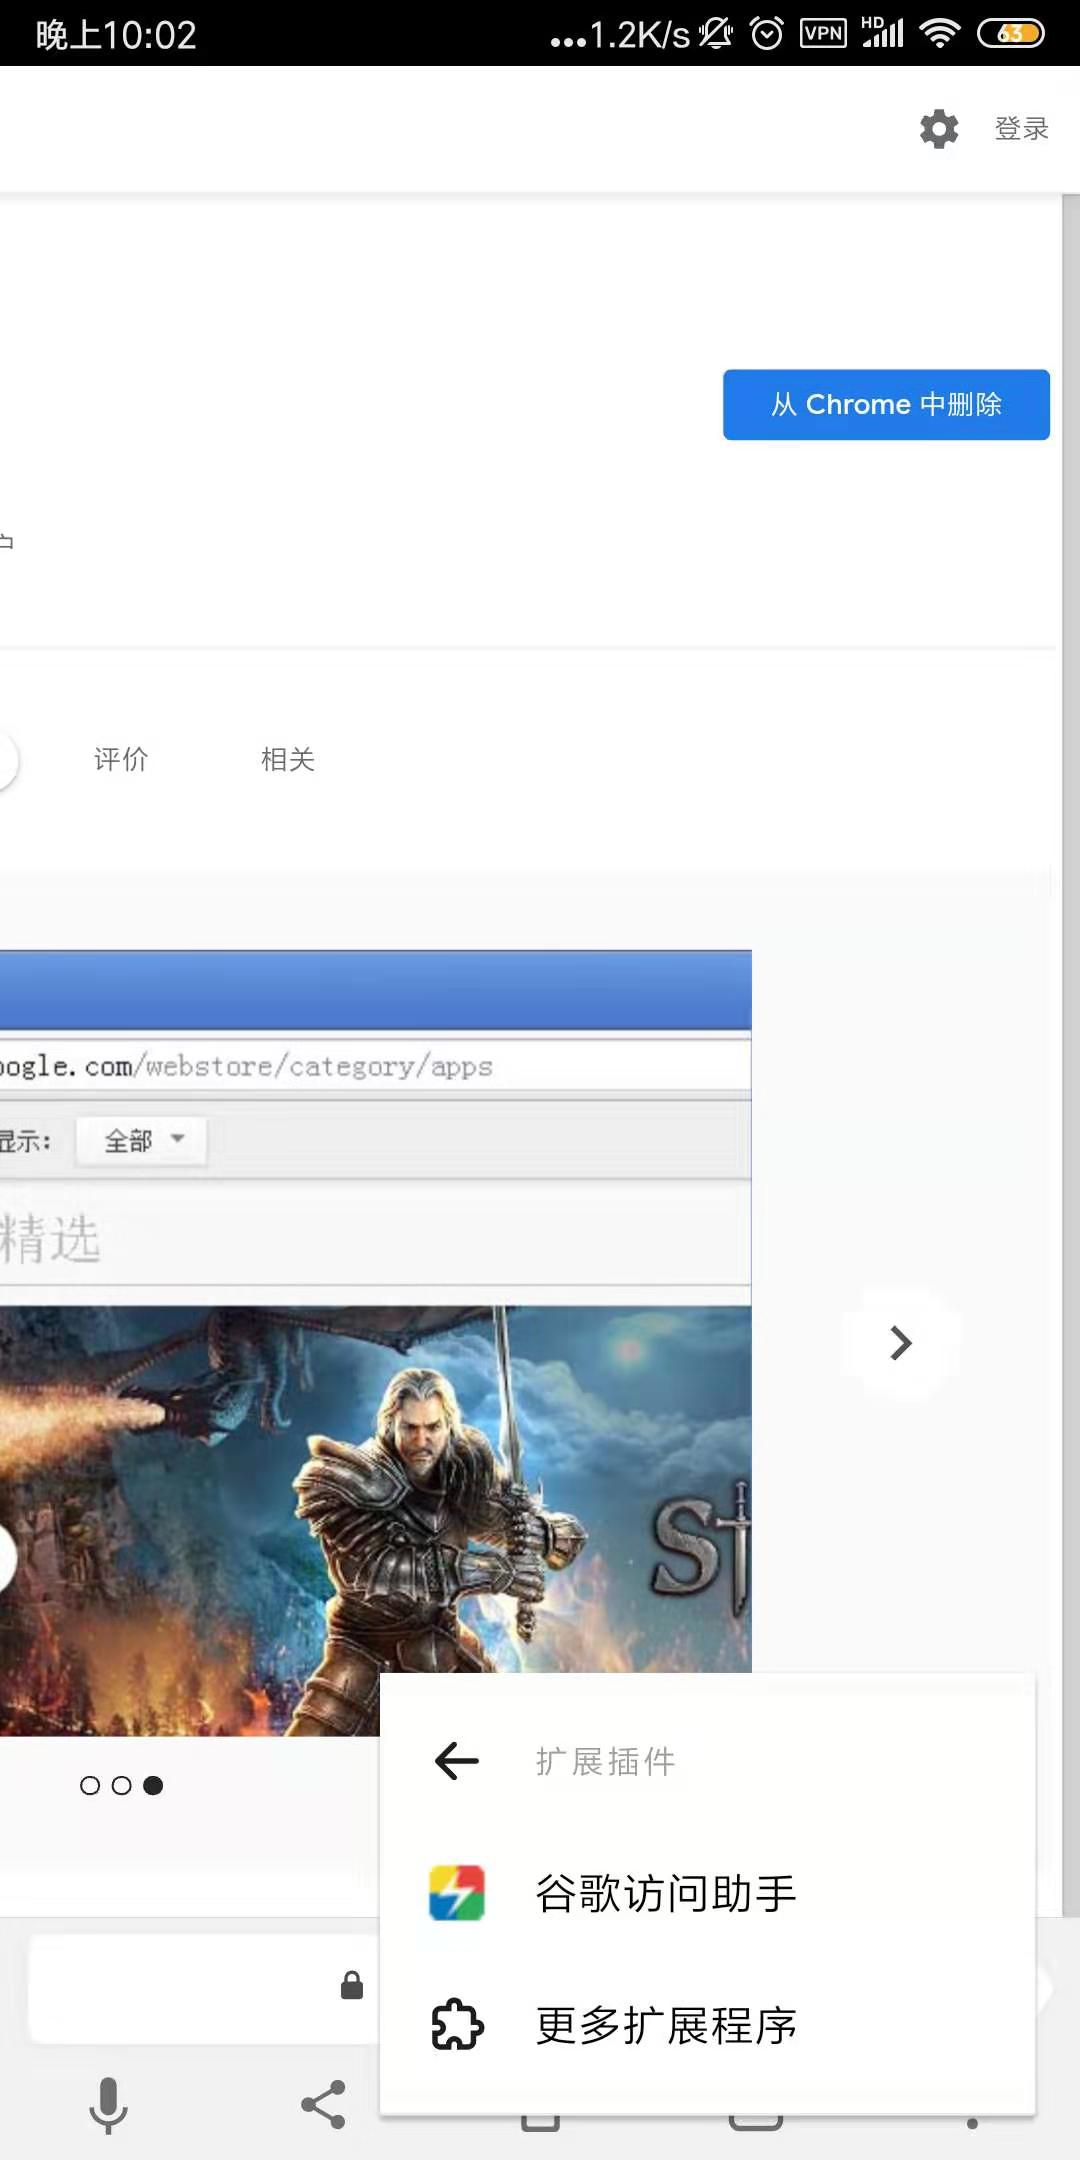 晚上10:02
...1.2K/s
VPN
HD
63
登录
从 Chrome 中删除
户
评价
相关
oogle.com/webstore/category/apps
显示:
全部
精选
St
扩展插件
谷歌访问助手
更多扩展程序